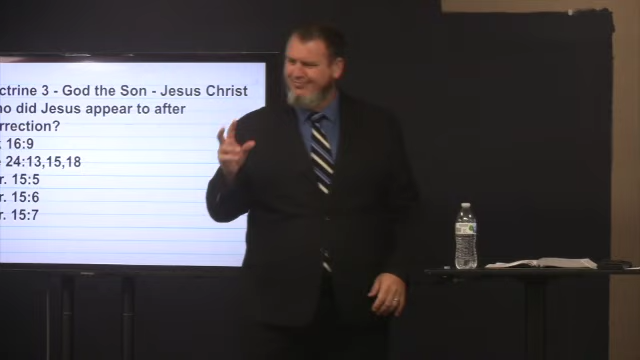 ctrine 3 - God the Son - Jesus Christ
ho did Jesus appear to after
rrection?
16:9
24:13,15,18
r. 15:5
r. 15:6
r. 15:7